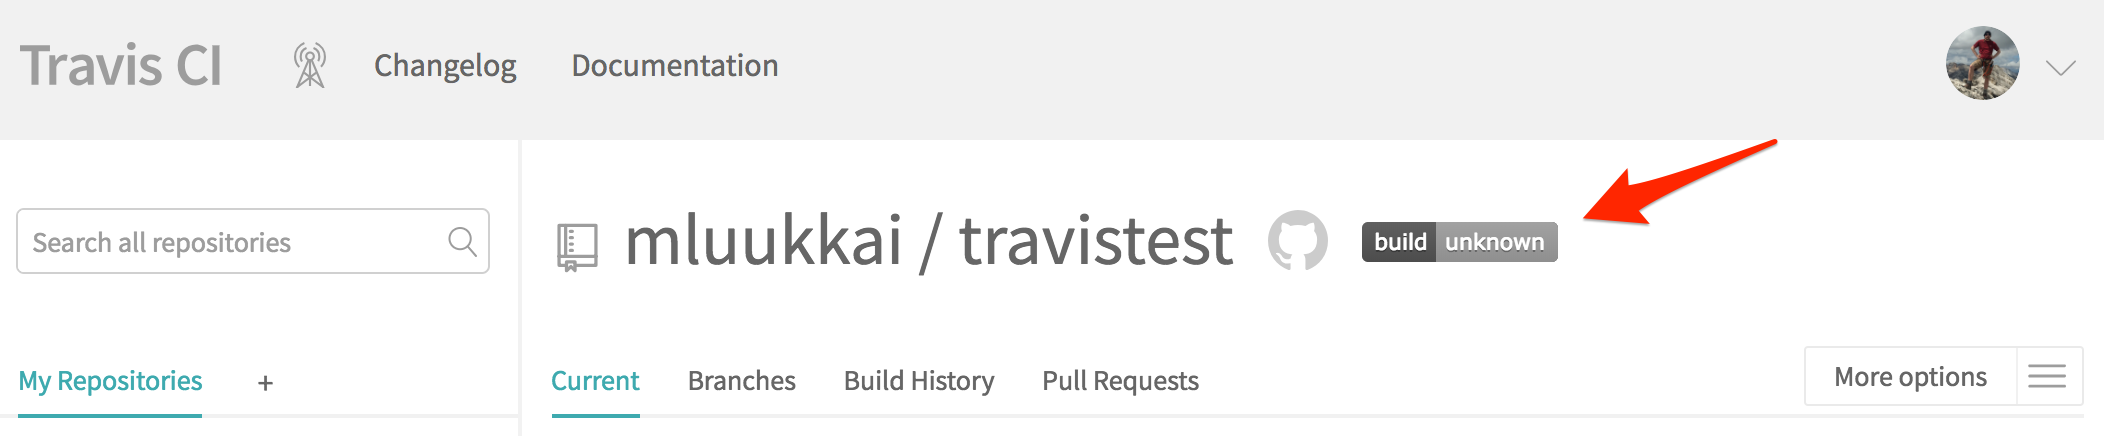 Travis CI Changelog Documentation
Search all repositories
mluukkai / travistest build unknown
My Repositories +
Current Branches Build History Pull Requests More options